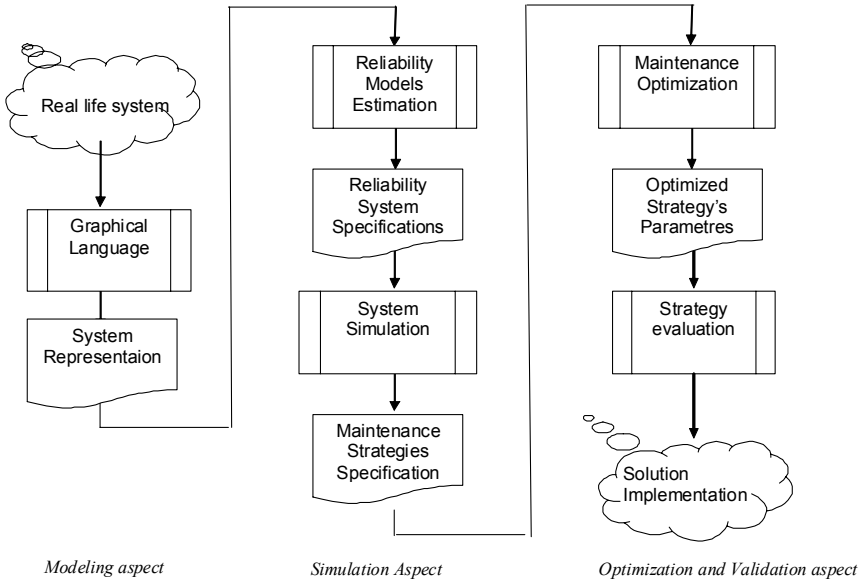 Real life system
Graphical
Language
System
Representaion
Modeling aspect
Reliability
Models
Estimation
Reliability
System
Specifications
System
Simulation
Maintenance
Strategies
Specification
Simulation Aspect
Maintenance
Optimization
Optimized
Strategy's
Parametres
Strategy
evaluation
Solution
Implementation
Optimization and Validation aspect